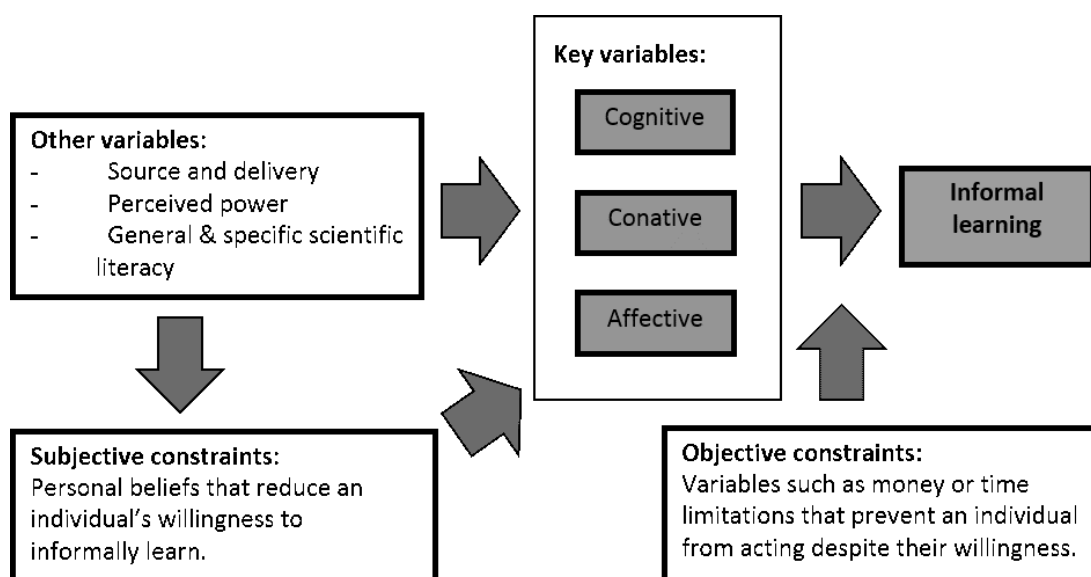 Other variables:
- Source and delivery
- Perceived power
- General & specific scientific
literacy
Key variables:
Cognitive
Conative
Affective
Informal
learning
Subjective constraints:
Personal beliefs that reduce an
individual’s willingness to
informally learn.
Objective constraints:
Variables such as money or time
limitations that prevent an individual
from acting despite their willingness.